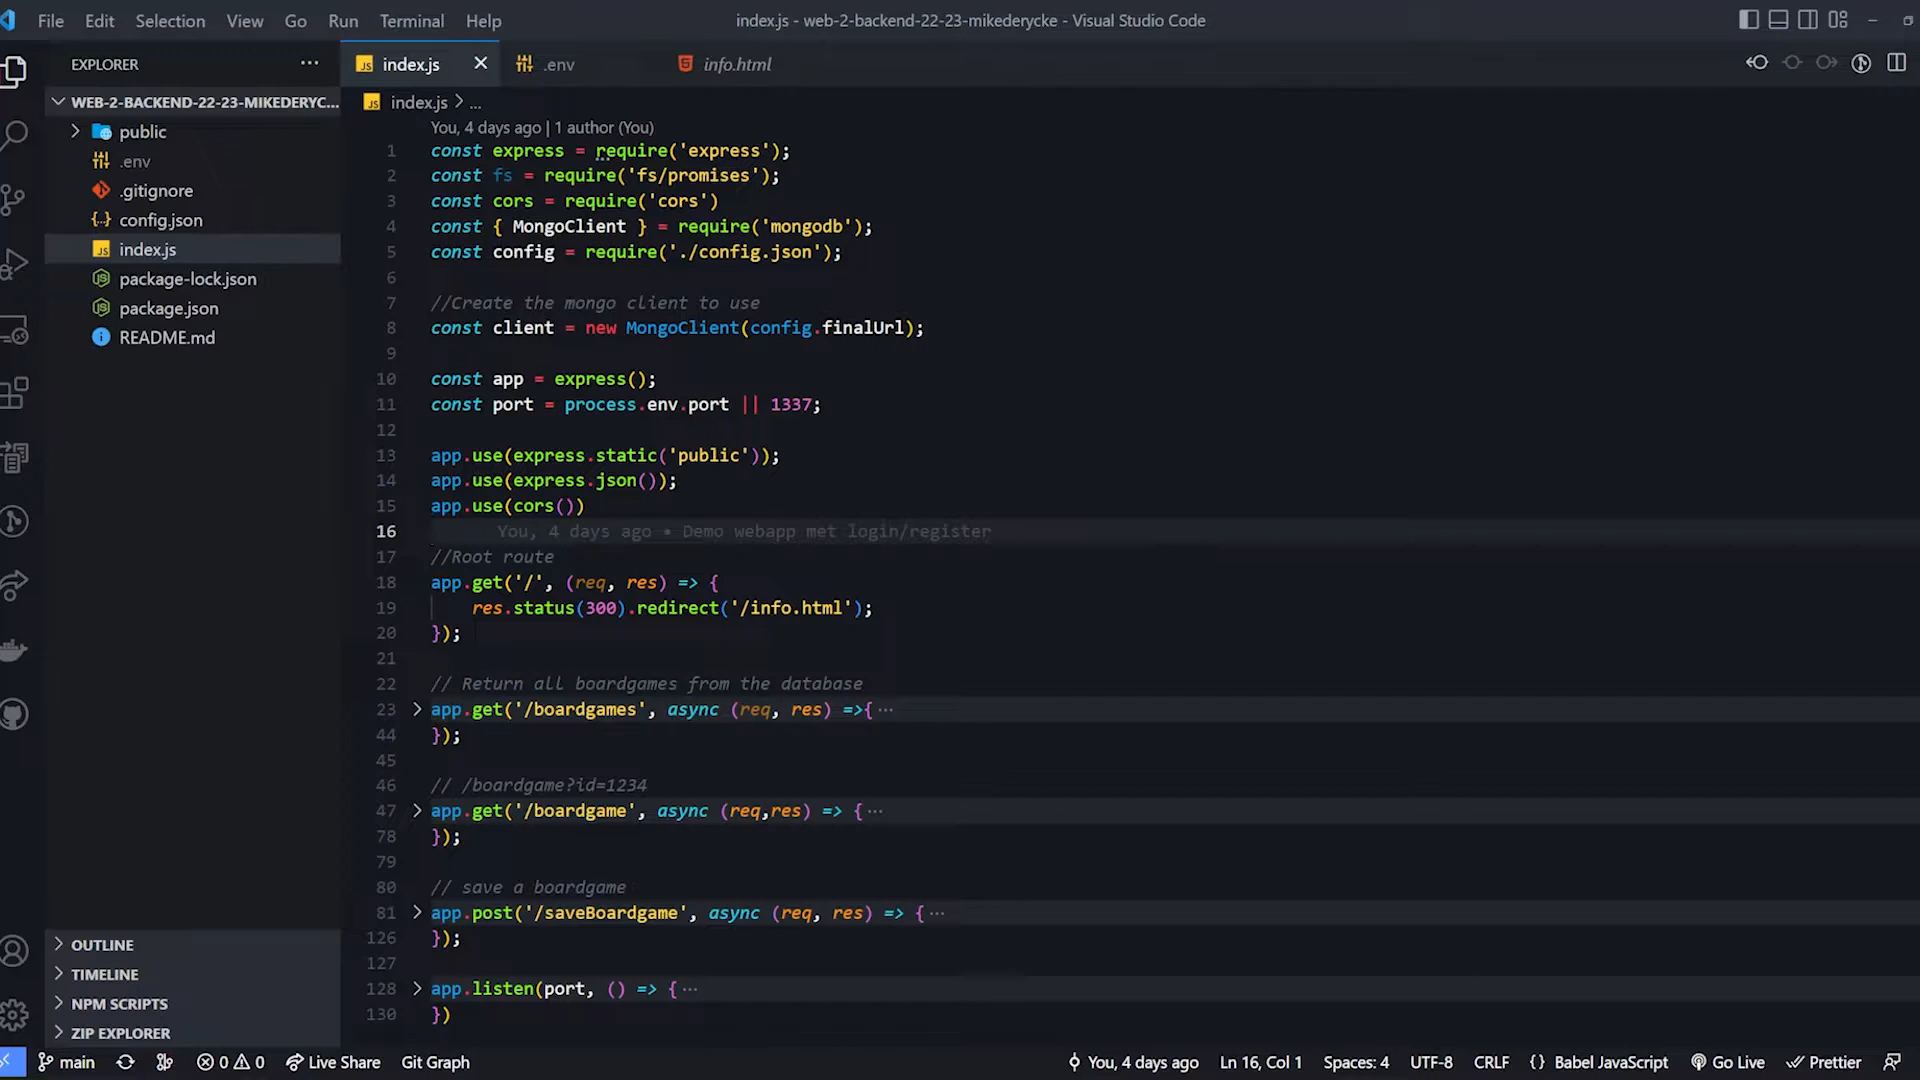 File Edit Selection View Go Run Terminal Help
index.js - web-2-backend-22-23-mikederycke - Visual Studio Code
EXPLORER ···
WEB-2-BACKEND-22-23-MIKEDERYC...
public
.env
.gitignore
config.json
index.js
package-lock.json
package.json
README.md
OUTLINE
TIMELINE
NPM SCRIPTS
ZIP EXPLORER
index.js .env info.html
index.js > ...
You, 4 days ago | 1 author (You)
1 const express = require('express');
2 const fs = require('fs/promises');
3 const cors = require('cors')
4 const { MongoClient } = require('mongodb');
5 const config = require('./config.json');
6
7 //Create the mongo client to use
8 const client = new MongoClient(config.finalUrl);
9
10 const app = express();
11 const port = process.env.port || 1337;
12
13 app.use(express.static('public'));
14 app.use(express.json());
15 app.use(cors())
16 You, 4 days ago • Demo webapp met login/register
17 //Root route
18 app.get('/', (req, res) => {
19 res.status(300).redirect('/info.html');
20 });
21
22 // Return all boardgames from the database
23 app.get('/boardgames', async (req, res) =>{ ···
44 });
45
46 // /boardgame?id=1234
47 app.get('/boardgame', async (req,res) => { ···
78 });
79
80 // save a boardgame
81 app.post('/saveBoardgame', async (req, res) => { ···
126 });
127
128 app.listen(port, () => { ···
130 })
main 0 0 Live Share Git Graph You, 4 days ago Ln 16, Col 1 Spaces: 4 UTF-8 CRLF {} Babel JavaScript Go Live Prettier